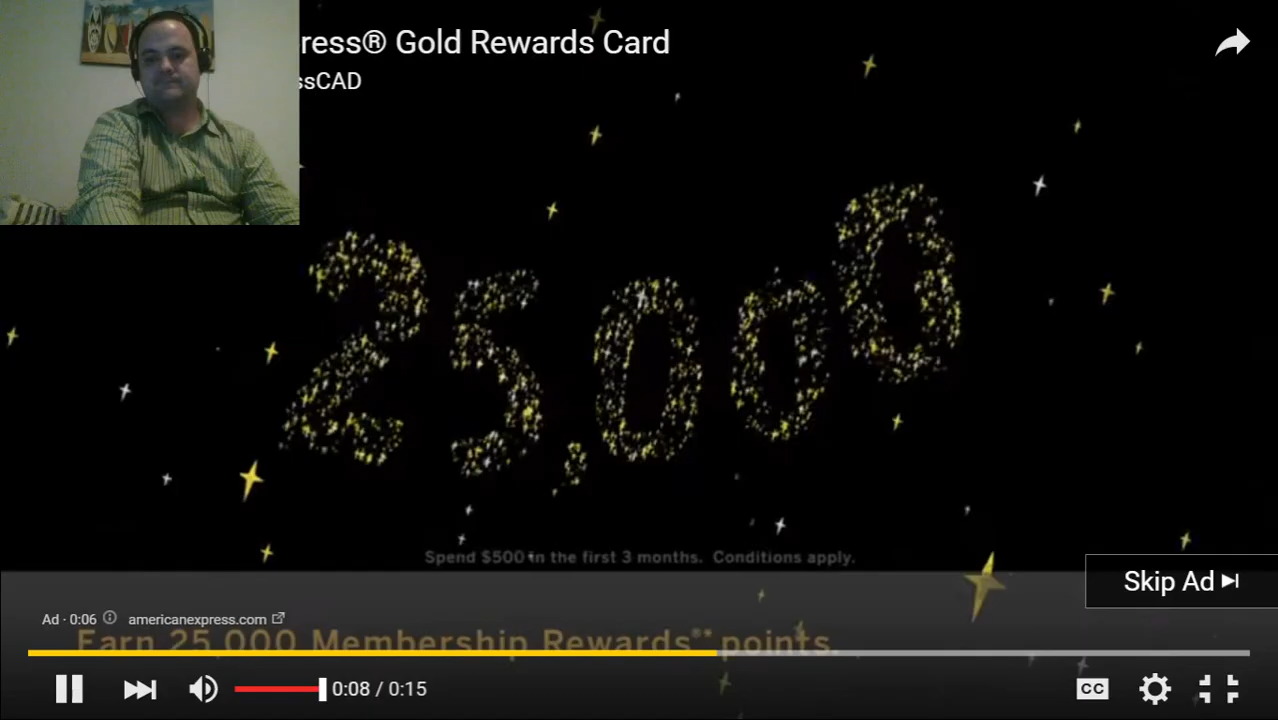 ress® Gold Rewards Card
ssCAD
25,000
Spend $500 in the first 3 months. Conditions apply.
Skip Ad
Ad · 0:06 americanexpress.com
Earn 25,000 Membership Rewards®* points.
0:08 / 0:15
CC